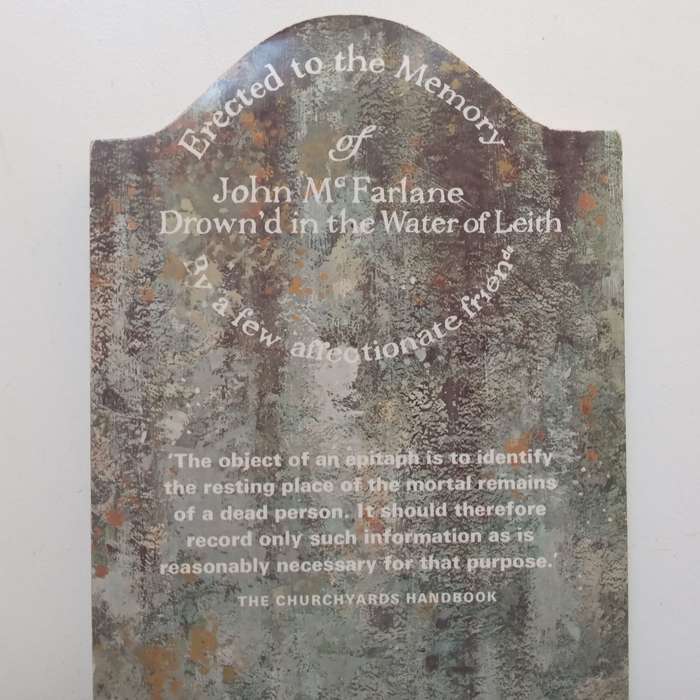 Erected to the Memory
of
John Mc Farlane
Drown'd in the Water of Leith
By a few affectionate friends
'The object of an epitaph is to identify
the resting place of the mortal remains
of a dead person. It should therefore
record only such information as is
reasonably necessary for that purpose.'
THE CHURCHYARDS HANDBOOK